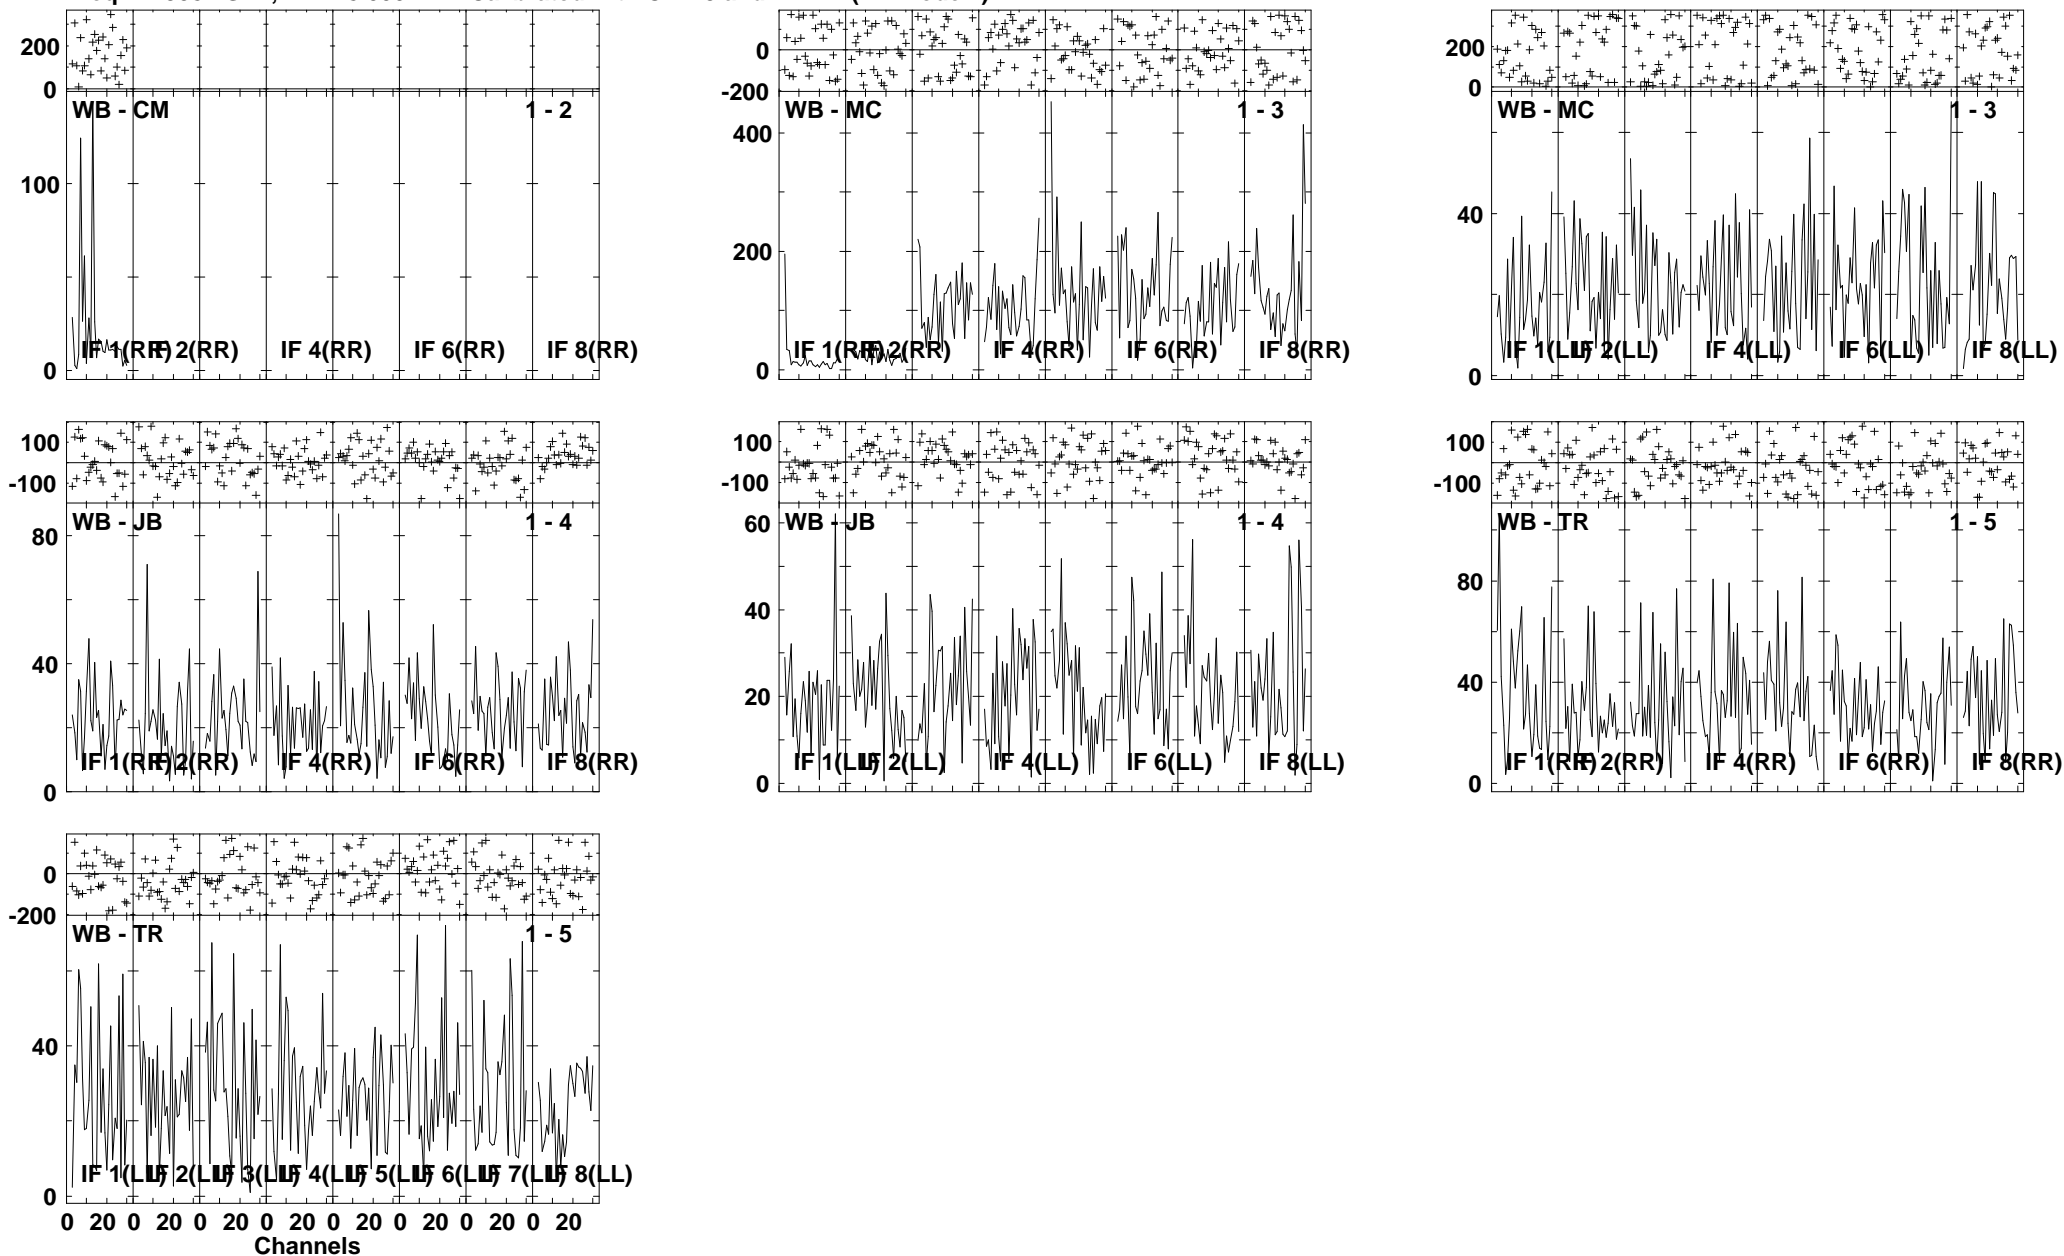 200
0
WB - CM 1 - 2
100
0
IF 1(RR) IF 2(RR) IF 4(RR) IF 6(RR) IF 8(RR)
0
-200
WB - MC 1 - 3
400
200
0
IF 1(RR) IF 2(RR) IF 4(RR) IF 6(RR) IF 8(RR)
200
0
WB - MC 1 - 3
40
0
IF 1(LL) IF 2(LL) IF 4(LL) IF 6(LL) IF 8(LL)
100
-100
WB - JB 1 - 4
80
40
0
IF 1(RR) IF 2(RR) IF 4(RR) IF 6(RR) IF 8(RR)
100
-100
WB - JB 1 - 4
60
40
20
0
IF 1(LL) IF 2(LL) IF 4(LL) IF 6(LL) IF 8(LL)
100
-100
WB - TR 1 - 5
80
40
0
IF 1(RR) IF 2(RR) IF 4(RR) IF 6(RR) IF 8(RR)
0
-200
WB - TR 1 - 5
40
0
IF 1(LL) IF 2(LL) IF 3(LL) IF 4(LL) IF 5(LL) IF 6(LL) IF 7(LL) IF 8(LL)
0 20 0 20 0 20 0 20 0 20 0 20 0 20 0 20
Channels